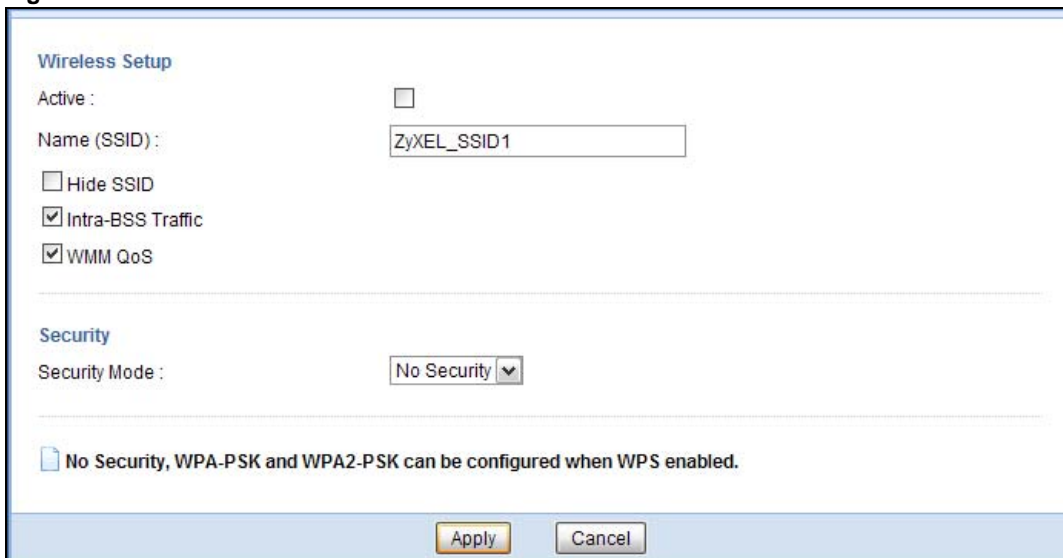 Wireless Setup
Active :
Name (SSID) : ZyXEL_SSID1
Hide SSID
Intra-BSS Traffic
WMM QoS
Security
Security Mode : No Security
No Security, WPA-PSK and WPA2-PSK can be configured when WPS enabled.
Apply Cancel